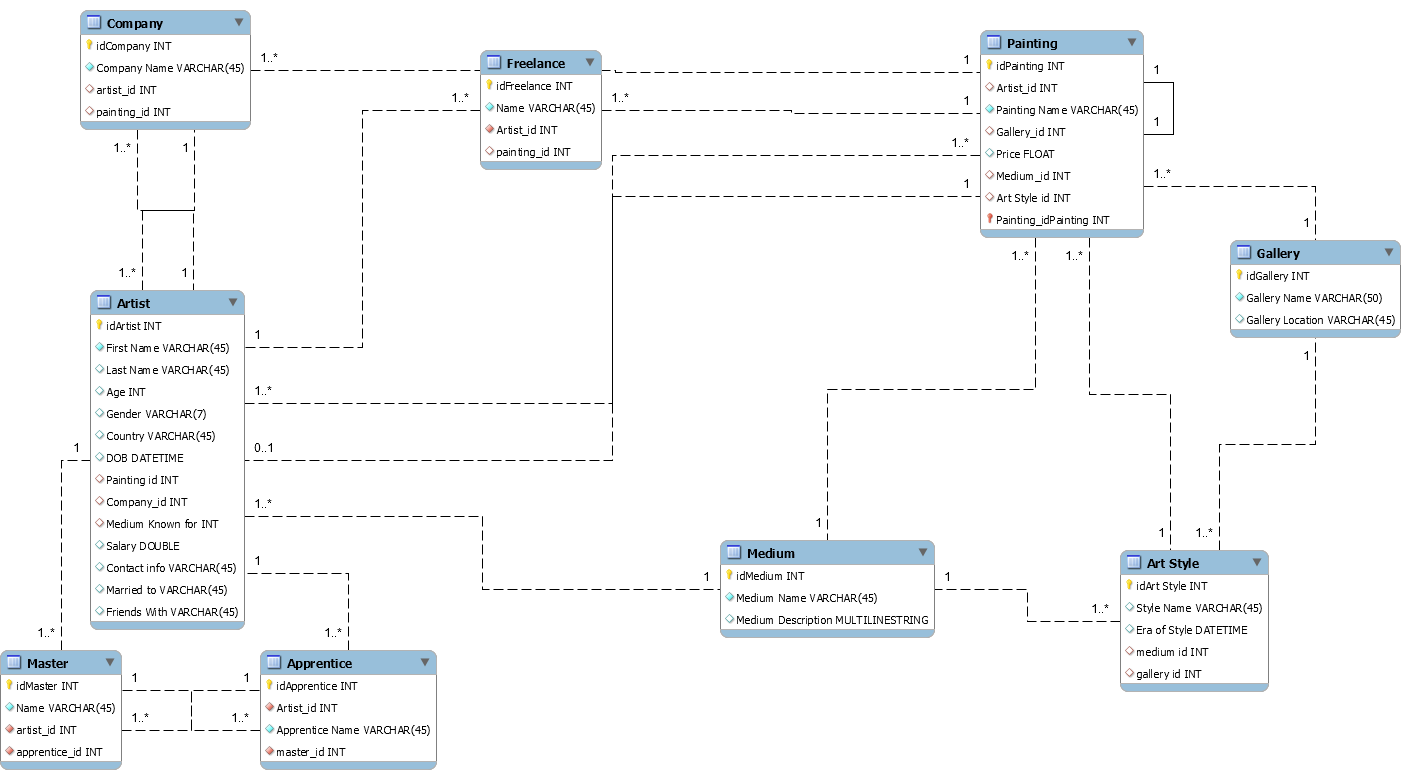 Company
idCompany INT
Company Name VARCHAR(45)
artist_id INT
painting_id INT
1..*
1..*
1
1..*
1
Freelance
idFreelance INT
Name VARCHAR(45)
Artist_id INT
painting_id INT
1..*
1..*
1
1
1..*
1
Painting
idPainting INT
Artist_id INT
Painting Name VARCHAR(45)
Gallery_id INT
Price FLOAT
Medium_id INT
Art Style id INT
Painting_idPainting INT
1
1
1..*
1
1..*
1..*
Gallery
idGallery INT
Gallery Name VARCHAR(50)
Gallery Location VARCHAR(45)
1
Artist
idArtist INT
First Name VARCHAR(45)
Last Name VARCHAR(45)
Age INT
Gender VARCHAR(7)
Country VARCHAR(45)
DOB DATETIME
Painting id INT
Company_id INT
Medium Known for INT
Salary DOUBLE
Contact info VARCHAR(45)
Married to VARCHAR(45)
Friends With VARCHAR(45)
1
1..*
0..1
1..*
1
1
1..*
1..*
1
1
1
1..*
Medium
idMedium INT
Medium Name VARCHAR(45)
Medium Description MULTILINESTRING
1
1..*
Art Style
idArt Style INT
Style Name VARCHAR(45)
Era of Style DATETIME
medium id INT
gallery id INT
Master
idMaster INT
Name VARCHAR(45)
artist_id INT
apprentice_id INT
1
1
1..*
1..*
Apprentice
idApprentice INT
Artist_id INT
Apprentice Name VARCHAR(45)
master_id INT